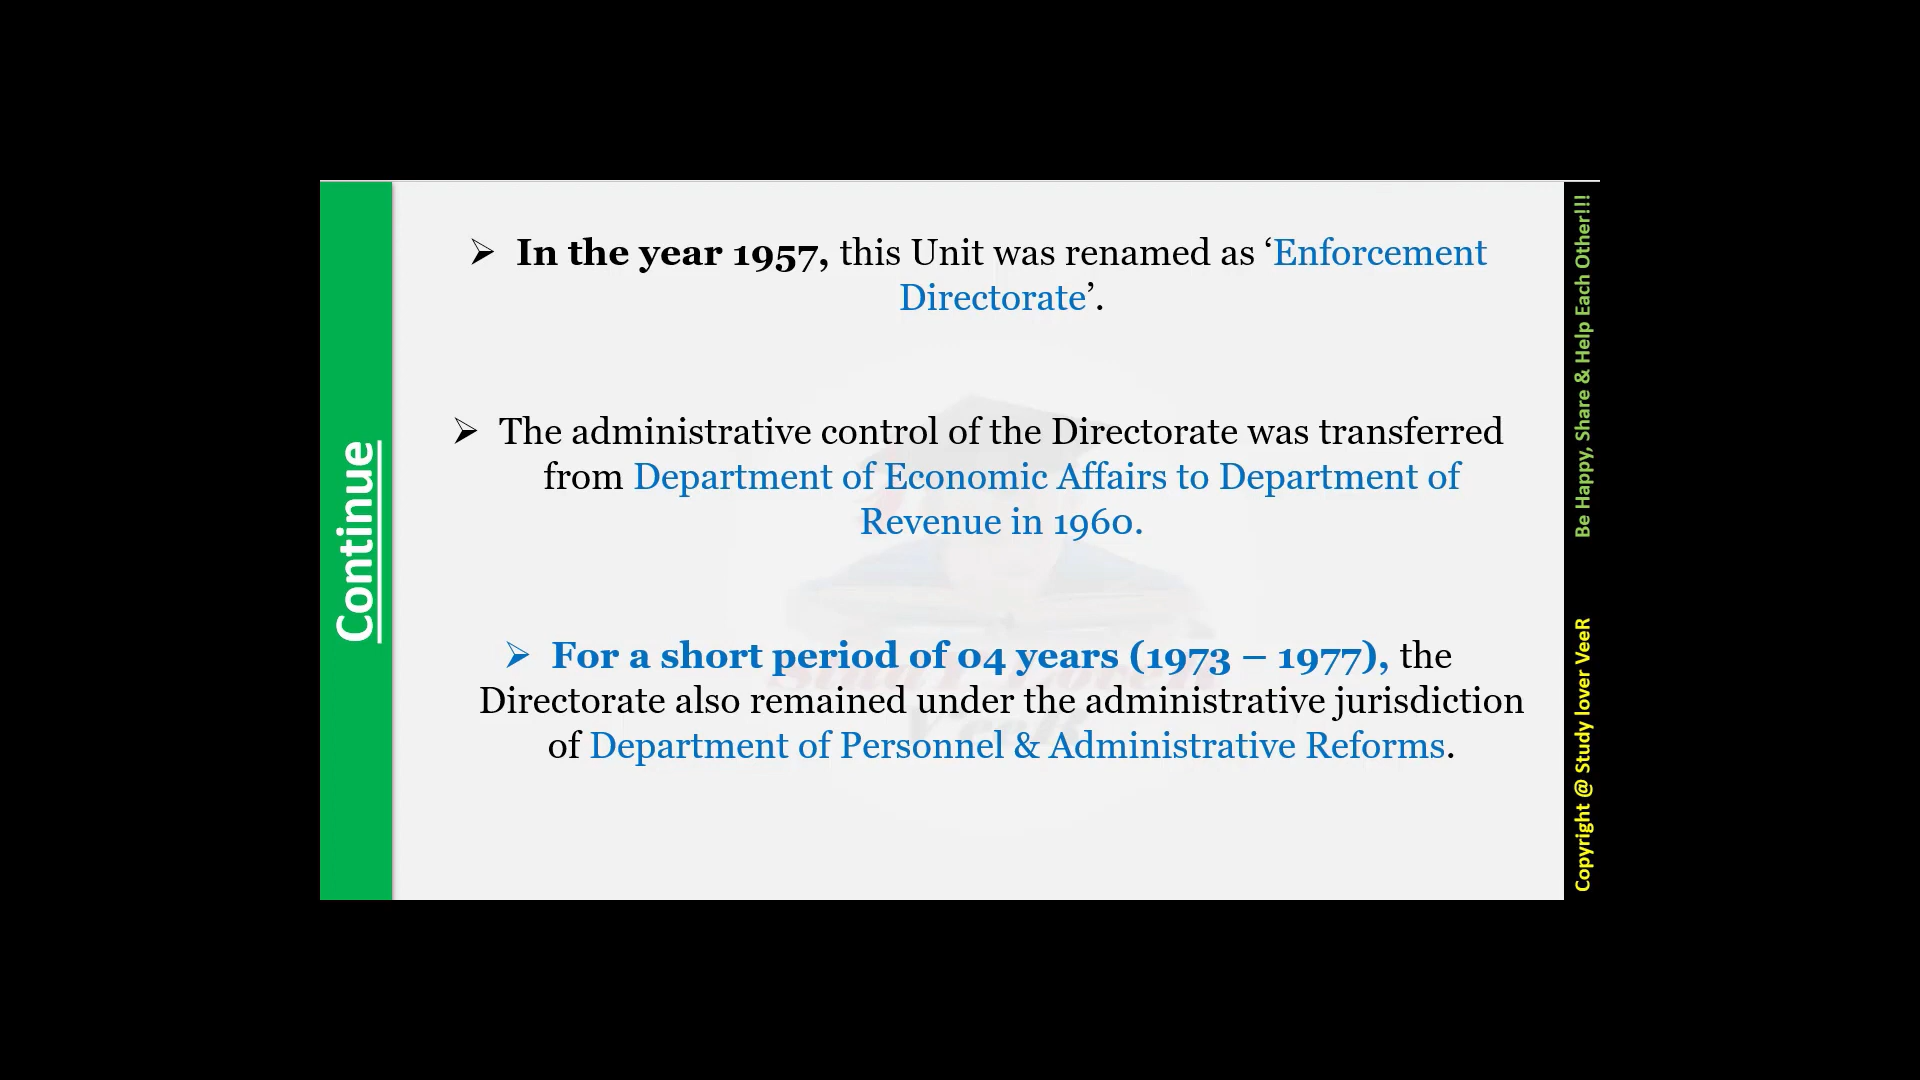 Continue
➢ In the year 1957, this Unit was renamed as ‘Enforcement
Directorate’.
➢ The administrative control of the Directorate was transferred
from Department of Economic Affairs to Department of
Revenue in 1960.
➢ For a short period of 04 years (1973 – 1977), the
Directorate also remained under the administrative jurisdiction
of Department of Personnel & Administrative Reforms.
Be Happy, Share & Help Each Other!!!
Copyright @ Study lover VeeR